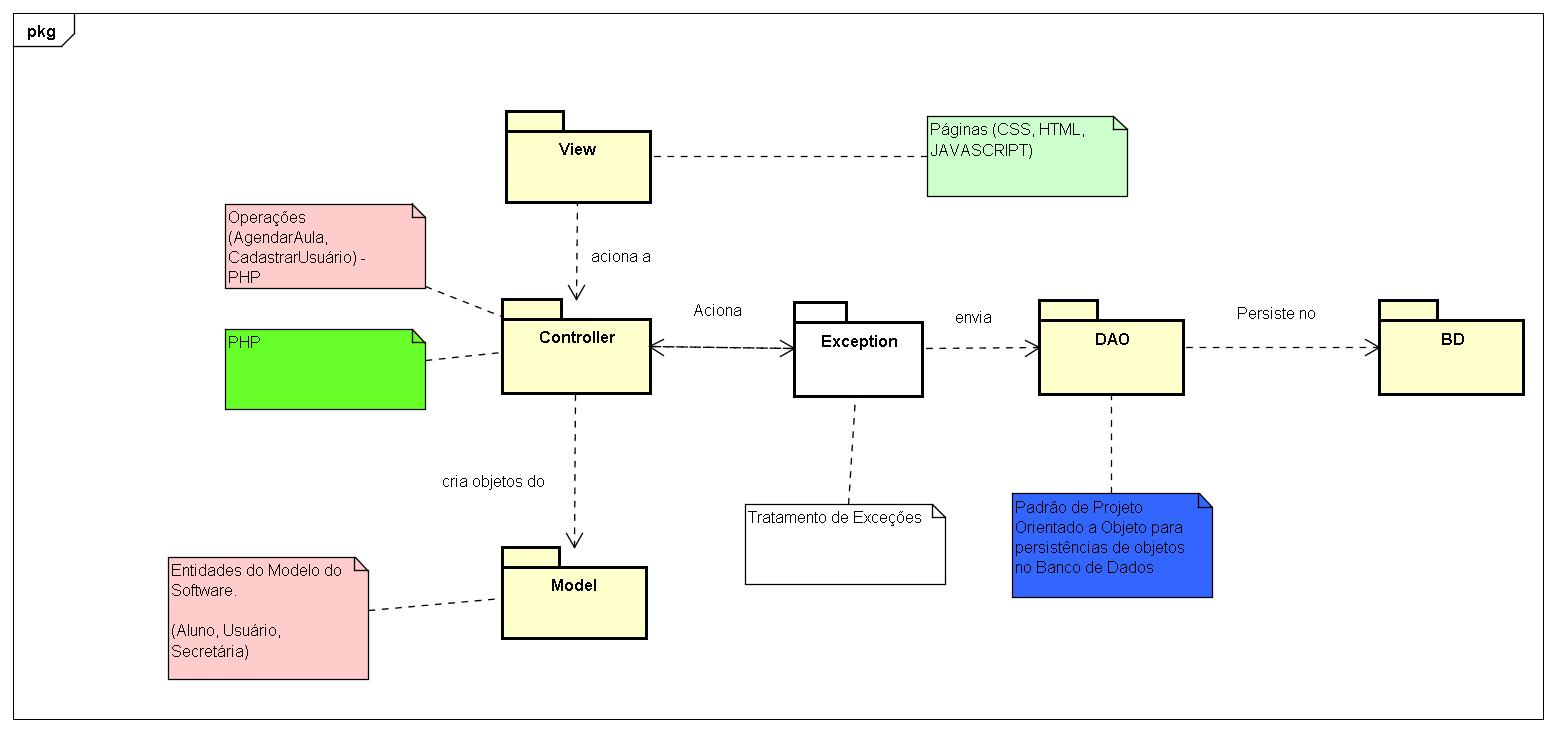 pkg
View
Páginas (CSS, HTML,
JAVASCRIPT)
Operações
(AgendarAula,
CadastrarUsuário) -
PHP
aciona a
PHP
Controller
Aciona
Exception
envia
DAO
Persiste no
BD
cria objetos do
Tratamento de Exceções
Padrão de Projeto
Orientado a Objeto para
persistências de objetos
no Banco de Dados
Entidades do Modelo do
Software.
(Aluno, Usuário,
Secretária)
Model